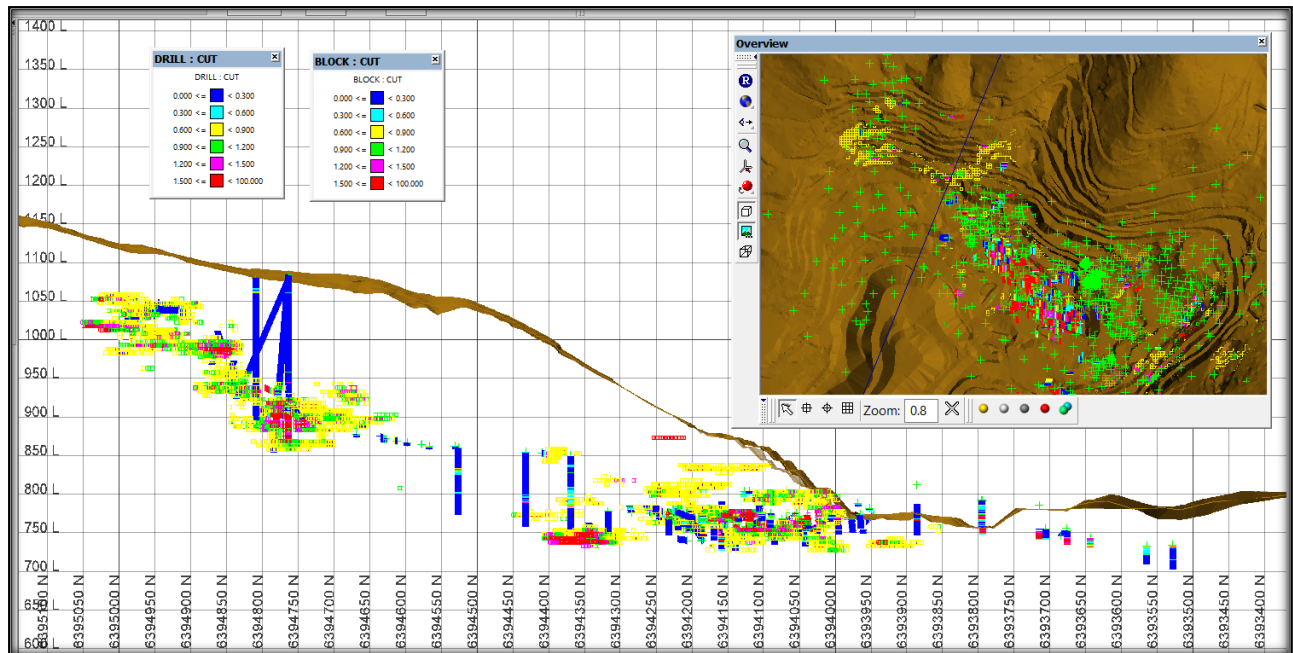 1400 L
1350 L
1300 L
1250 L
1200 L
1150 L
1100 L
1050 L
1000 L
950 L
900 L
850 L
800 L
750 L
700 L
650 L
600 L
DRILL : CUT
DRILL : CUT
0.000 <= < 0.300
0.300 <= < 0.600
0.600 <= < 0.900
0.900 <= < 1.200
1.200 <= < 1.500
1.500 <= < 100.000
BLOCK : CUT
BLOCK : CUT
0.000 <= < 0.300
0.300 <= < 0.600
0.600 <= < 0.900
0.900 <= < 1.200
1.200 <= < 1.500
1.500 <= < 100.000
Overview
R
Zoom: 0.8
6395100 N
6395050 N
6395000 N
6394950 N
6394900 N
6394850 N
6394800 N
6394750 N
6394700 N
6394650 N
6394600 N
6394550 N
6394500 N
6394450 N
6394400 N
6394350 N
6394300 N
6394250 N
6394200 N
6394150 N
6394100 N
6394050 N
6394000 N
6393950 N
6393900 N
6393850 N
6393800 N
6393750 N
6393700 N
6393650 N
6393600 N
6393550 N
6393500 N
6393450 N
6393400 N